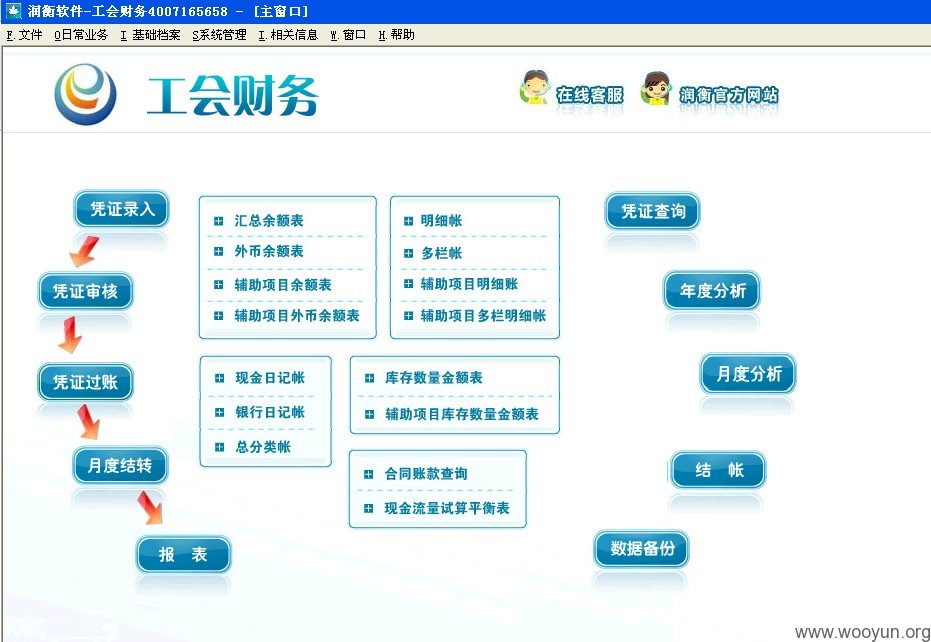 润衡软件-工会财务4007165658 - [主窗口]
F.文件 O日常业务 I 基础档案 S系统管理 I.相关信息 W.窗口 H.帮助
工会财务
在线客服
润衡官方网站
凭证录入
凭证审核
凭证过账
月度结转
报 表
汇总余额表
外币余额表
辅助项目余额表
辅助项目外币余额表
明细帐
多栏帐
辅助项目明细账
辅助项目多栏明细帐
现金日记帐
银行日记帐
总分类帐
库存数量金额表
辅助项目库存数量金额表
合同账款查询
现金流量试算平衡表
凭证查询
年度分析
月度分析
结 帐
数据备份
www.wooyun.org